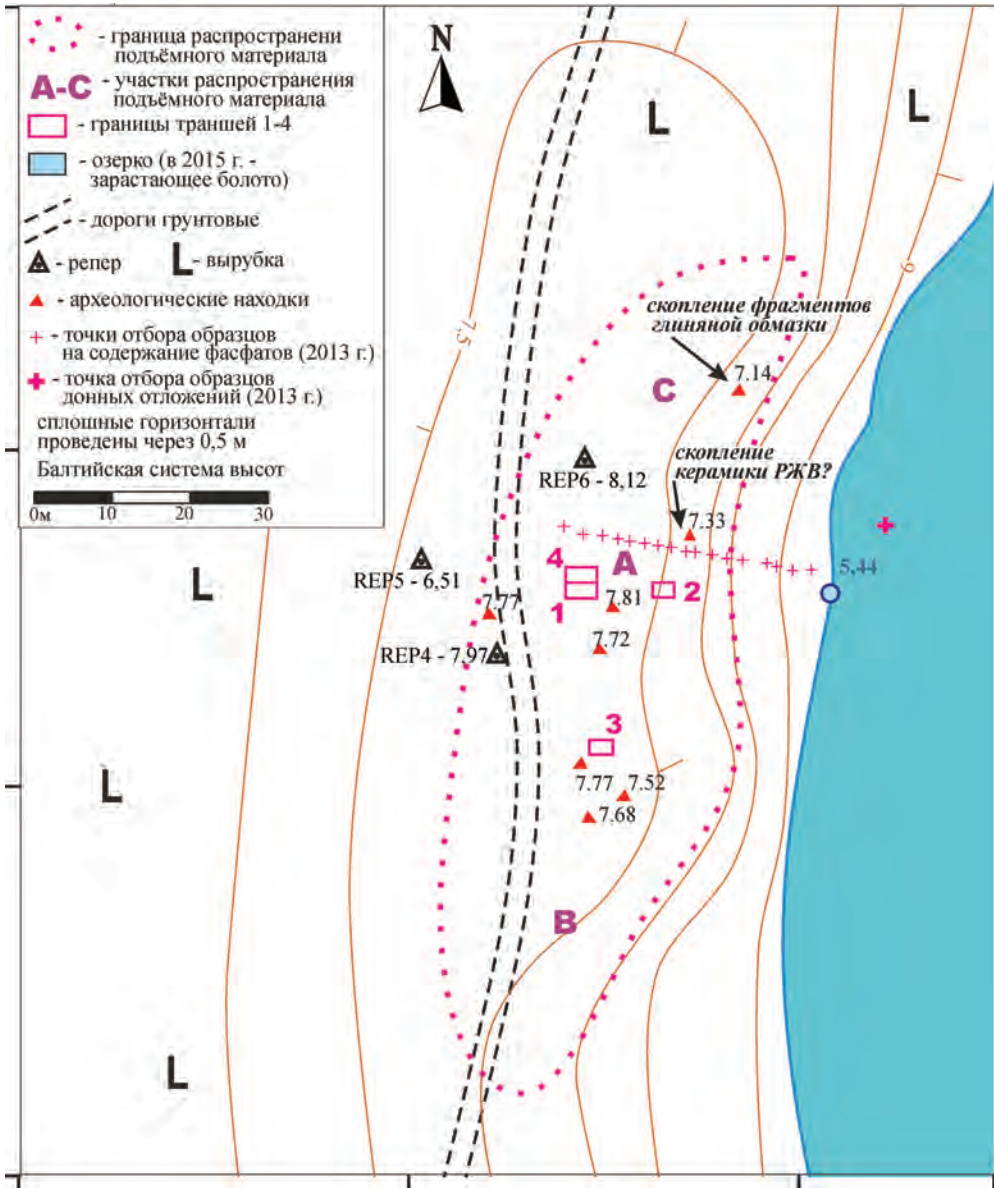 - граница распространени
подъёмного материала
A-C - участки распространения
подъёмного материала
- границы траншей 1-4
- озерко (в 2015 г. -
зарастающее болото)
- дороги грунтовые
- репер
L - вырубка
- археологические находки
- точки отбора образцов
на содержание фасфатов (2013 г.)
- точка отбора образцов
донных отложений (2013 г.)
сплошные горизонтали
проведены через 0,5 м
Балтийская система высот
0м 10 20 30
N
L
L
7,5
6
скопление фрагментов
глиняной обмазки
7.14
C
REP6 - 8,12
скопление
керамики РЖВ?
7.33
REP5 - 6,51
L
4
A
5,44
1
2
7.77
7.81
REP4 - 7,97
7.72
3
7.77
7.52
7.68
L
B
L